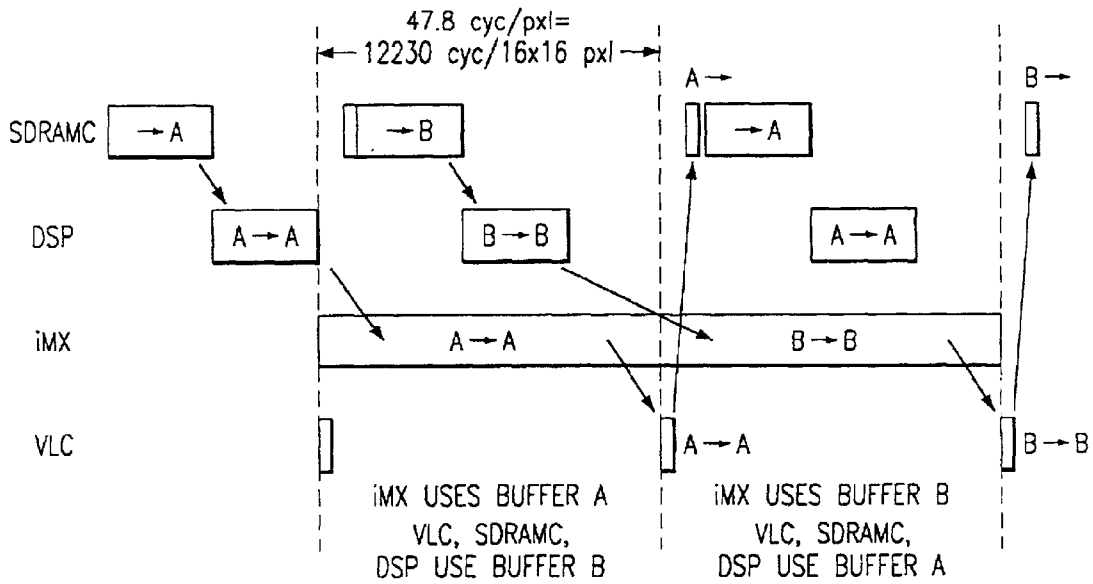 47.8 cyc/pxl=
12230 cyc/16x16 pxl
A →
B →
SDRAMC
→ A
→ B
→ A
DSP
A → A
B → B
A → A
iMX
A → A
B → B
VLC
A → A
B → B
iMX USES BUFFER A
VLC, SDRAMC,
DSP USE BUFFER B
iMX USES BUFFER B
VLC, SDRAMC,
DSP USE BUFFER A